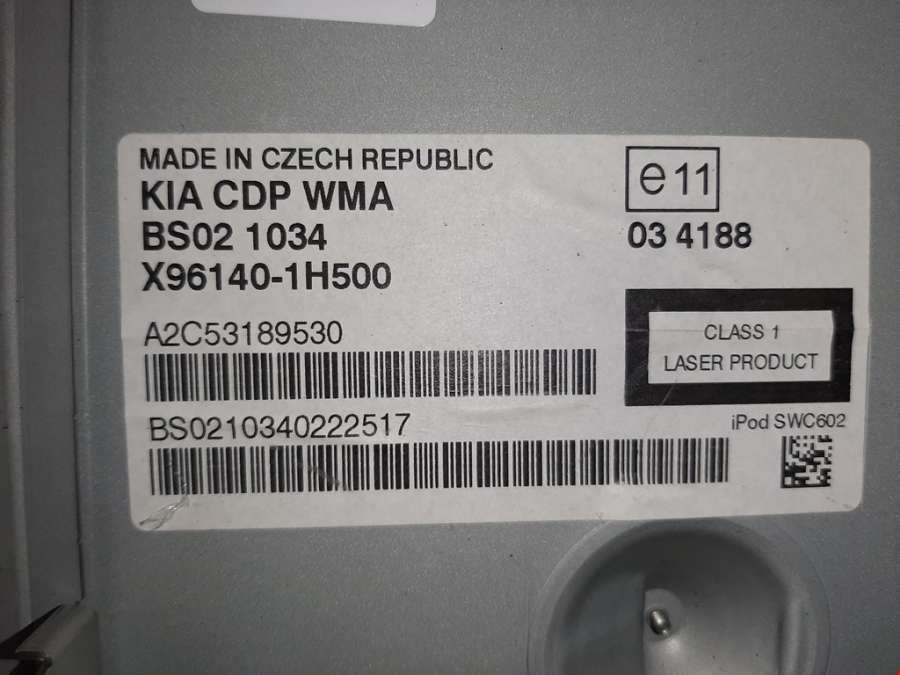 MADE IN CZECH REPUBLIC
KIA CDP WMA
BS02 1034
X96140-1H500
e11
03 4188
A2C53189530
CLASS 1
LASER PRODUCT
BS0210340222517
iPod SWC602